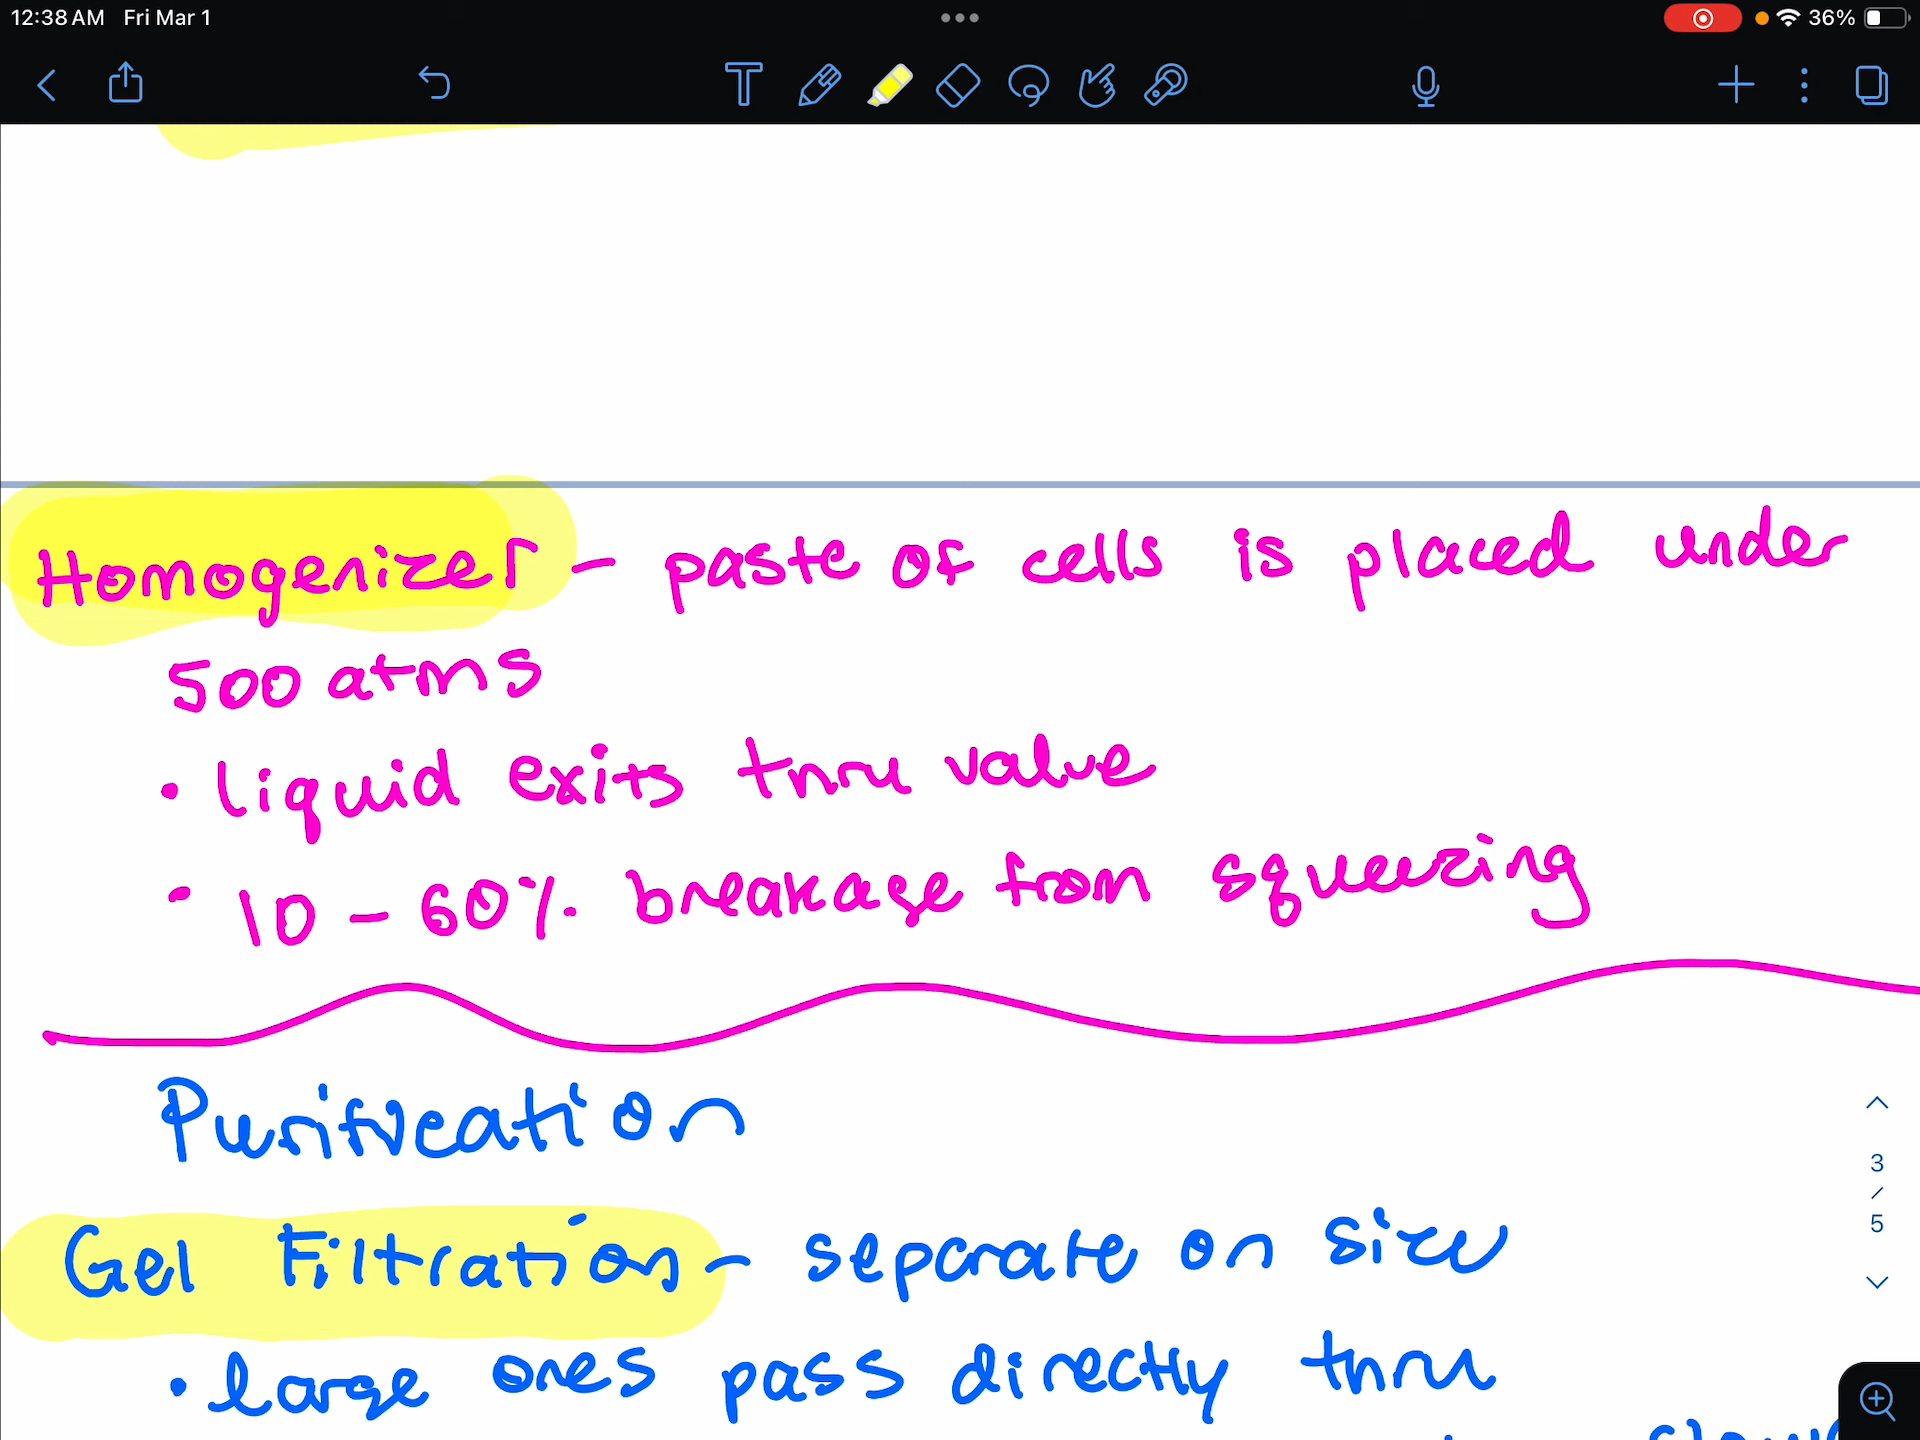 12:38 AM Fri Mar 1
36%
Homogenizer - paste of cells is placed under
500 atms
• liquid exits thru value
• 10 - 60% breakage from squeezing
Purification
Gel Filtration - separate on size
• large ones pass directly thru
3
/
5